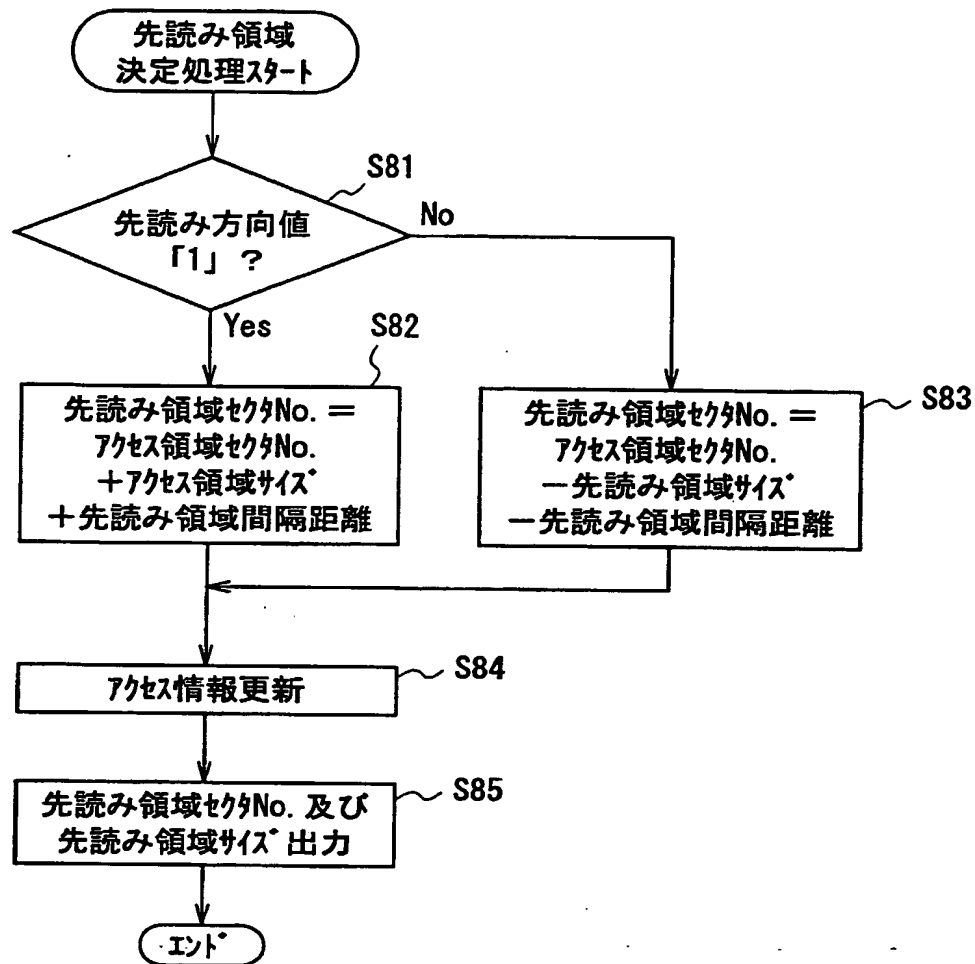 先読み領域
決定処理ｽﾀｰﾄ
S81
先読み方向値
「1」？
No
Yes
S82
先読み領域ｾｸﾀNo.＝
ｱｸｾｽ領域ｾｸﾀNo.
＋ｱｸｾｽ領域ｻｲｽﾞ
＋先読み領域間隔距離
S83
先読み領域ｾｸﾀNo.＝
ｱｸｾｽ領域ｾｸﾀNo.
－先読み領域ｻｲｽﾞ
－先読み領域間隔距離
S84
ｱｸｾｽ情報更新
S85
先読み領域ｾｸﾀNo.及び
先読み領域ｻｲｽﾞ出力
ｴﾝﾄﾞ